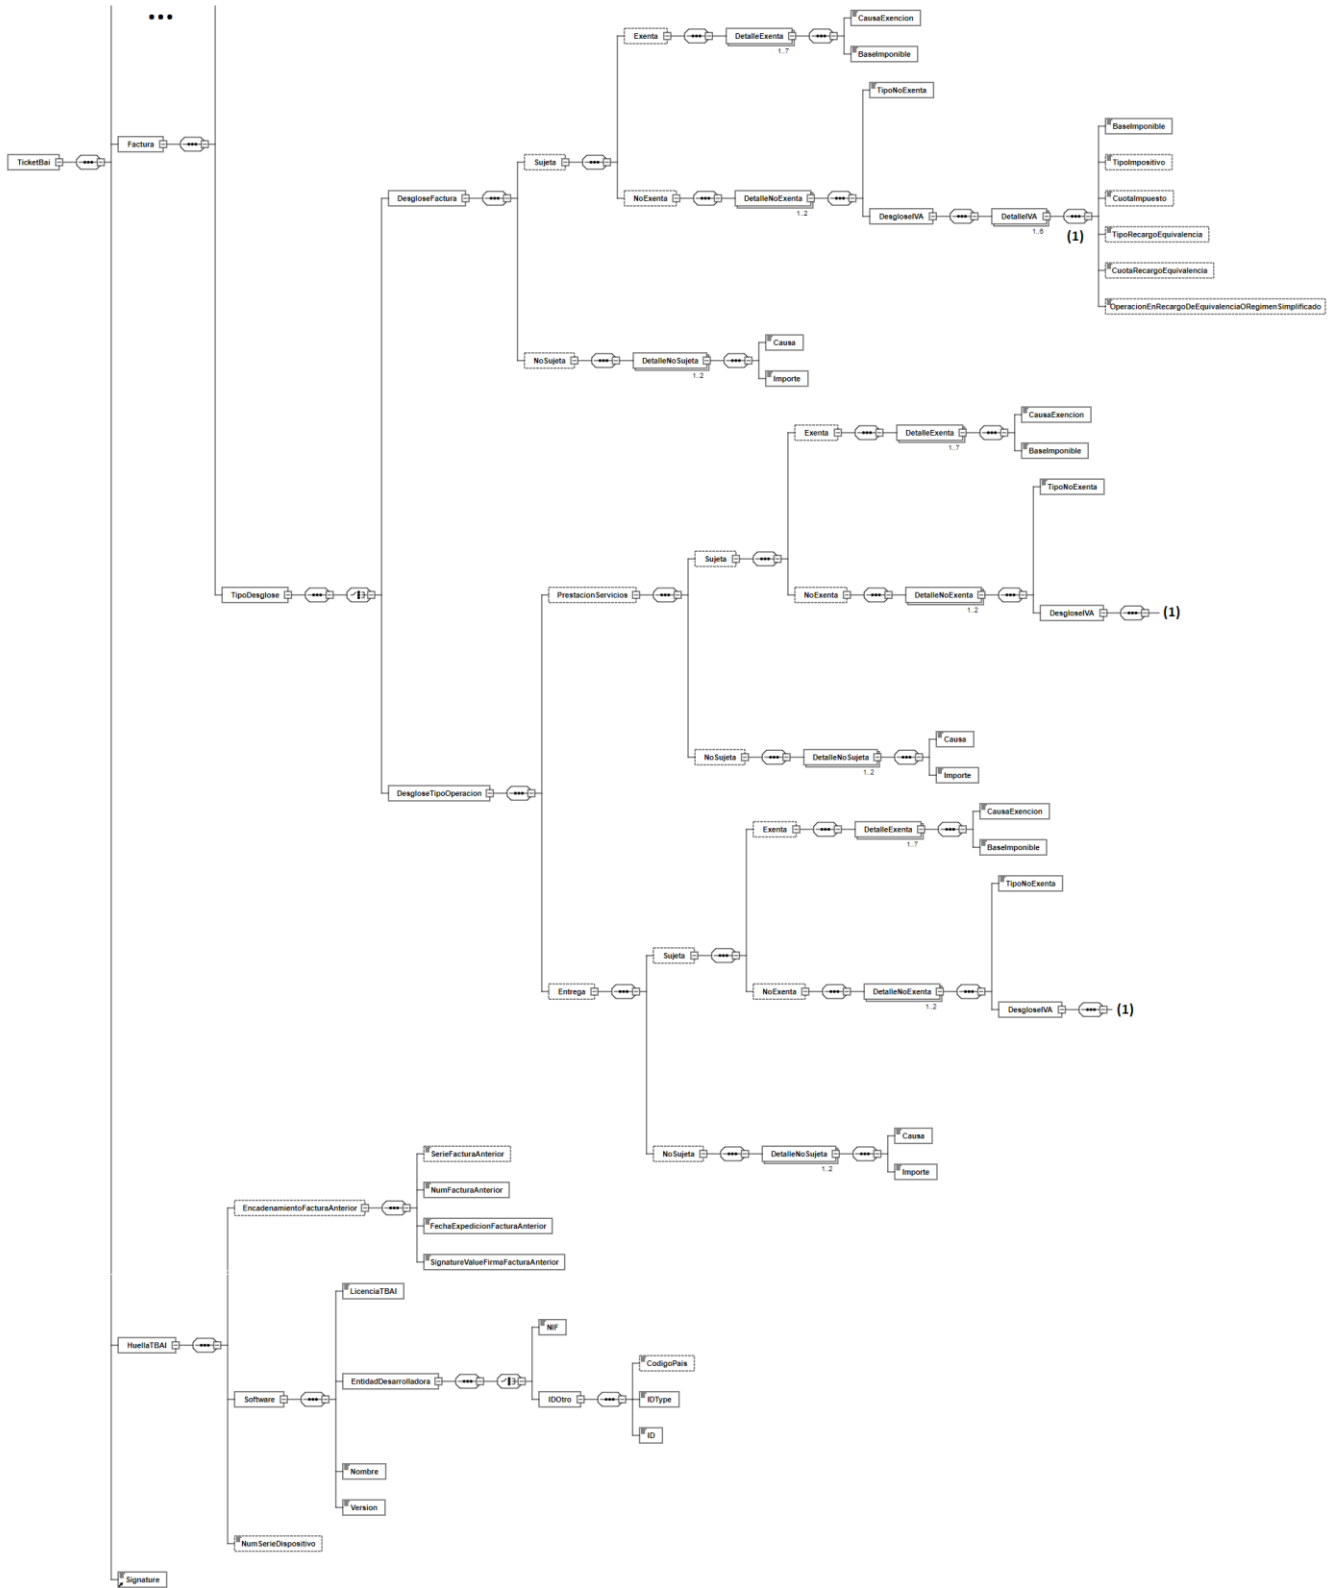 •••
CausaExencion
Exenta
DetalleExenta
1..7
BaseImponible
TipoNoExenta
BaseImponible
Factura
TicketBai
Sujeta
TipoImpositivo
DesgloseFactura
NoExenta
DetalleNoExenta
1..2
CuotaImpuesto
DesgloseIVA
DetalleIVA
1..6
(1)
TipoRecargoEquivalencia
CuotaRecargoEquivalencia
OperacionEnRecargoDeEquivalenciaORegimenSimplificado
Causa
NoSujeta
DetalleNoSujeta
1..2
Importe
CausaExencion
Exenta
DetalleExenta
1..7
BaseImponible
TipoNoExenta
Sujeta
TipoDesglose
PrestacionServicios
NoExenta
DetalleNoExenta
1..2
DesgloseIVA
(1)
Causa
NoSujeta
DetalleNoSujeta
1..2
Importe
DesgloseTipoOperacion
CausaExencion
Exenta
DetalleExenta
1..7
BaseImponible
TipoNoExenta
Sujeta
Entrega
NoExenta
DetalleNoExenta
1..2
DesgloseIVA
(1)
Causa
NoSujeta
DetalleNoSujeta
1..2
Importe
SerieFacturaAnterior
NumFacturaAnterior
EncadenamientoFacturaAnterior
FechaExpedicionFacturaAnterior
SignatureValueFirmaFacturaAnterior
LicenciaTBAI
NIF
HuellaTBAI
CodigoPais
EntidadDesarrolladora
Software
IDOtro
IDType
ID
Nombre
Version
NumSerieDispositivo
Signature